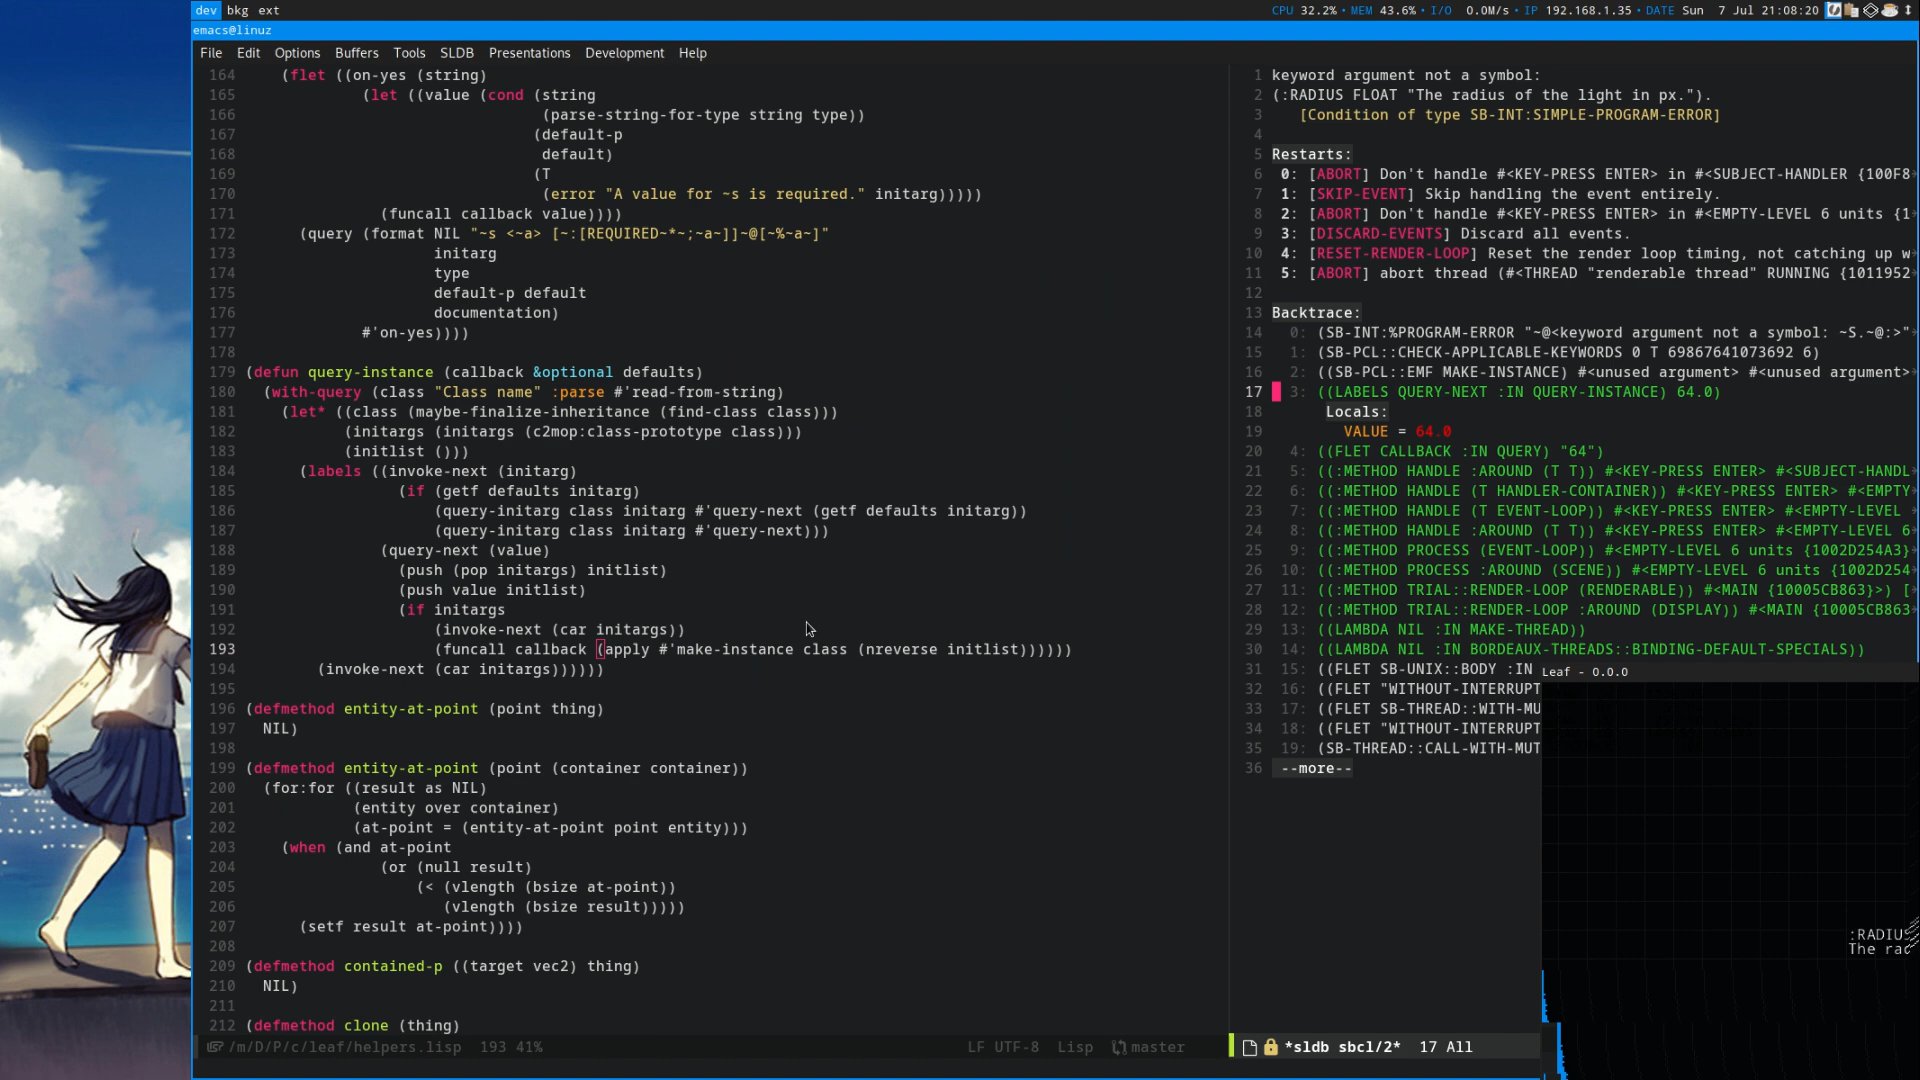 dev bkg ext
CPU 32.2% · MEM 43.6% · I/O 0.0M/s · IP 192.168.1.35 · DATE Sun 7 Jul 21:08:20
emacs@linuz
File Edit Options Buffers Tools SLDB Presentations Development Help
164 (flet ((on-yes (string)
165 (let ((value (cond (string
166 (parse-string-for-type string type))
167 (default-p
168 default)
169 (T
170 (error "A value for ~s is required." initarg)))))
171 (funcall callback value))))
172 (query (format NIL "~s <~a> [~:[REQUIRED~*~;~a~]]~@[~%~a~]"
173 initarg
174 type
175 default-p default
176 documentation)
177 #'on-yes))))
178
179 (defun query-instance (callback &optional defaults)
180 (with-query (class "Class name" :parse #'read-from-string)
181 (let* ((class (maybe-finalize-inheritance (find-class class)))
182 (initargs (initargs (c2mop:class-prototype class)))
183 (initlist ()))
184 (labels ((invoke-next (initarg)
185 (if (getf defaults initarg)
186 (query-initarg class initarg #'query-next (getf defaults initarg))
187 (query-initarg class initarg #'query-next)))
188 (query-next (value)
189 (push (pop initargs) initlist)
190 (push value initlist)
191 (if initargs
192 (invoke-next (car initargs))
193 (funcall callback (apply #'make-instance class (nreverse initlist))))))
194 (invoke-next (car initargs))))))
195
196 (defmethod entity-at-point (point thing)
197 NIL)
198
199 (defmethod entity-at-point (point (container container))
200 (for:for ((result as NIL)
201 (entity over container)
202 (at-point = (entity-at-point point entity)))
203 (when (and at-point
204 (or (null result)
205 (< (vlength (bsize at-point))
206 (vlength (bsize result)))))
207 (setf result at-point))))
208
209 (defmethod contained-p ((target vec2) thing)
210 NIL)
211
212 (defmethod clone (thing)
/m/D/P/c/leaf/helpers.lisp 193 41% LF UTF-8 Lisp master
1 keyword argument not a symbol:
2 (:RADIUS FLOAT "The radius of the light in px.").
3 [Condition of type SB-INT:SIMPLE-PROGRAM-ERROR]
4
5 Restarts:
6 0: [ABORT] Don't handle #<KEY-PRESS ENTER> in #<SUBJECT-HANDLER {100F8
7 1: [SKIP-EVENT] Skip handling the event entirely.
8 2: [ABORT] Don't handle #<KEY-PRESS ENTER> in #<EMPTY-LEVEL 6 units {1
9 3: [DISCARD-EVENTS] Discard all events.
10 4: [RESET-RENDER-LOOP] Reset the render loop timing, not catching up w
11 5: [ABORT] abort thread (#<THREAD "renderable thread" RUNNING {1011952
12
13 Backtrace:
14 0: (SB-INT:%PROGRAM-ERROR "~@<keyword argument not a symbol: ~S.~@:>"
15 1: (SB-PCL::CHECK-APPLICABLE-KEYWORDS 0 T 69867641073692 6)
16 2: ((SB-PCL::EMF MAKE-INSTANCE) #<unused argument> #<unused argument>
17 3: ((LABELS QUERY-NEXT :IN QUERY-INSTANCE) 64.0)
18 Locals:
19 VALUE = 64.0
20 4: ((FLET CALLBACK :IN QUERY) "64")
21 5: ((:METHOD HANDLE :AROUND (T T)) #<KEY-PRESS ENTER> #<SUBJECT-HANDL
22 6: ((:METHOD HANDLE (T HANDLER-CONTAINER)) #<KEY-PRESS ENTER> #<EMPTY
23 7: ((:METHOD HANDLE (T EVENT-LOOP)) #<KEY-PRESS ENTER> #<EMPTY-LEVEL
24 8: ((:METHOD HANDLE :AROUND (T T)) #<KEY-PRESS ENTER> #<EMPTY-LEVEL 6
25 9: ((:METHOD PROCESS (EVENT-LOOP)) #<EMPTY-LEVEL 6 units {1002D254A3}
26 10: ((:METHOD PROCESS :AROUND (SCENE)) #<EMPTY-LEVEL 6 units {1002D254
27 11: ((:METHOD TRIAL::RENDER-LOOP (RENDERABLE)) #<MAIN {10005CB863}>) [
28 12: ((:METHOD TRIAL::RENDER-LOOP :AROUND (DISPLAY)) #<MAIN {10005CB863
29 13: ((LAMBDA NIL :IN MAKE-THREAD))
30 14: ((LAMBDA NIL :IN BORDEAUX-THREADS::BINDING-DEFAULT-SPECIALS))
31 15: ((FLET SB-UNIX::BODY :IN
32 16: ((FLET "WITHOUT-INTERRUPT
33 17: ((FLET SB-THREAD::WITH-MU
34 18: ((FLET "WITHOUT-INTERRUPT
35 19: (SB-THREAD::CALL-WITH-MUT
36 --more--
*sldb sbcl/2* 17 All
Leaf - 0.0.0
:RADIUS
The rad